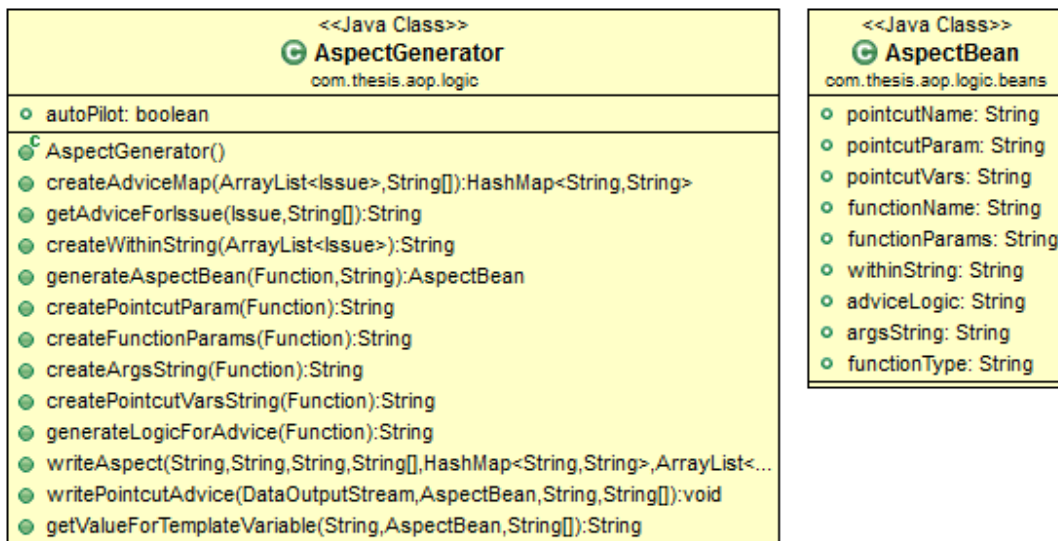 <<Java Class>>
AspectGenerator
com.thesis.aop.logic
autoPilot: boolean
AspectGenerator()
createAdviceMap(ArrayList<Issue>,String[]):HashMap<String,String>
getAdviceForIssue(Issue,String[]):String
createWithinString(ArrayList<Issue>):String
generateAspectBean(Function,String):AspectBean
createPointcutParam(Function):String
createFunctionParams(Function):String
createArgsString(Function):String
createPointcutVarsString(Function):String
generateLogicForAdvice(Function):String
writeAspect(String,String,String,String[],HashMap<String,String>,ArrayList<...
writePointcutAdvice(DataOutputStream,AspectBean,String,String[]):void
getValueForTemplateVariable(String,AspectBean,String[]):String
<<Java Class>>
AspectBean
com.thesis.aop.logic.beans
pointcutName: String
pointcutParam: String
pointcutVars: String
functionName: String
functionParams: String
withinString: String
adviceLogic: String
argsString: String
functionType: String